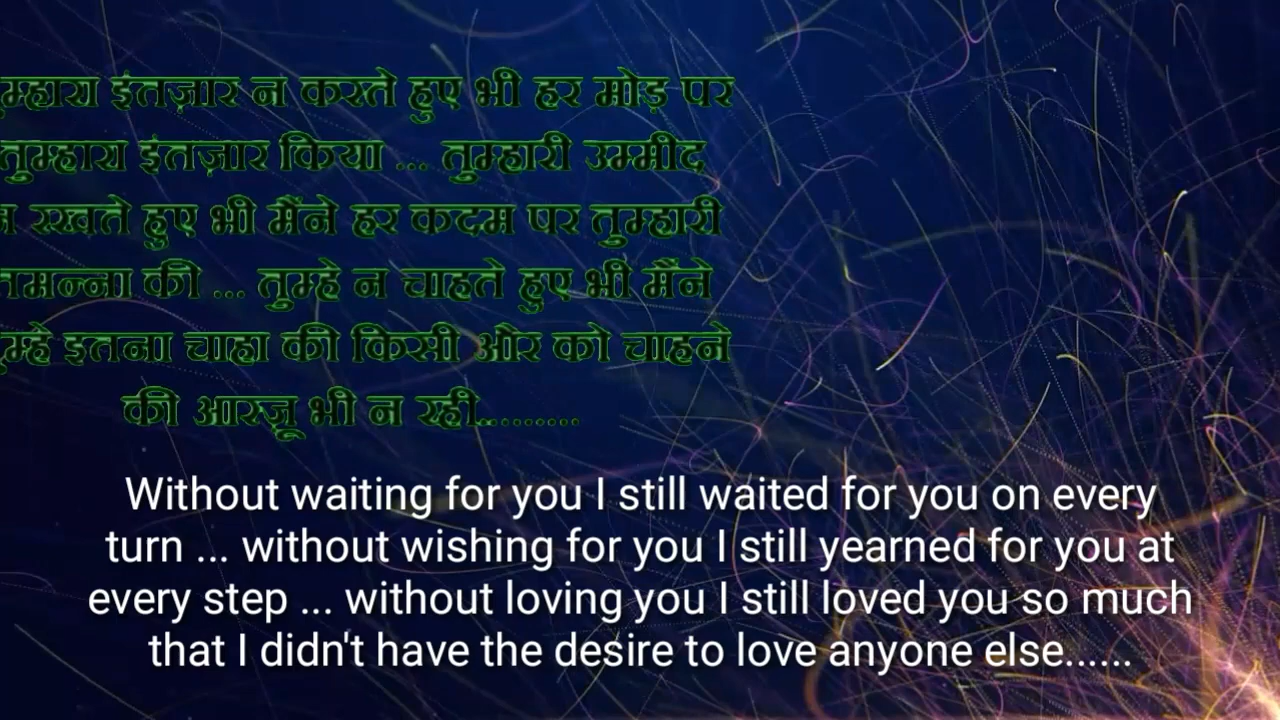 म्हारा इंतज़ार न करते हुए भी हर मोड़ पर
तुम्हारा इंतज़ार किया ... तुम्हारी उम्मीद
न रखते हुए भी मैंने हर कदम पर तुम्हारी
तमन्ना की ... तुम्हे न चाहते हुए भी मैंने
म्हे इतना चाहा की किसी और को चाहने
की आरज़ू भी न रही.........
Without waiting for you I still waited for you on every
turn ... without wishing for you I still yearned for you at
every step ... without loving you I still loved you so much
that I didn't have the desire to love anyone else......